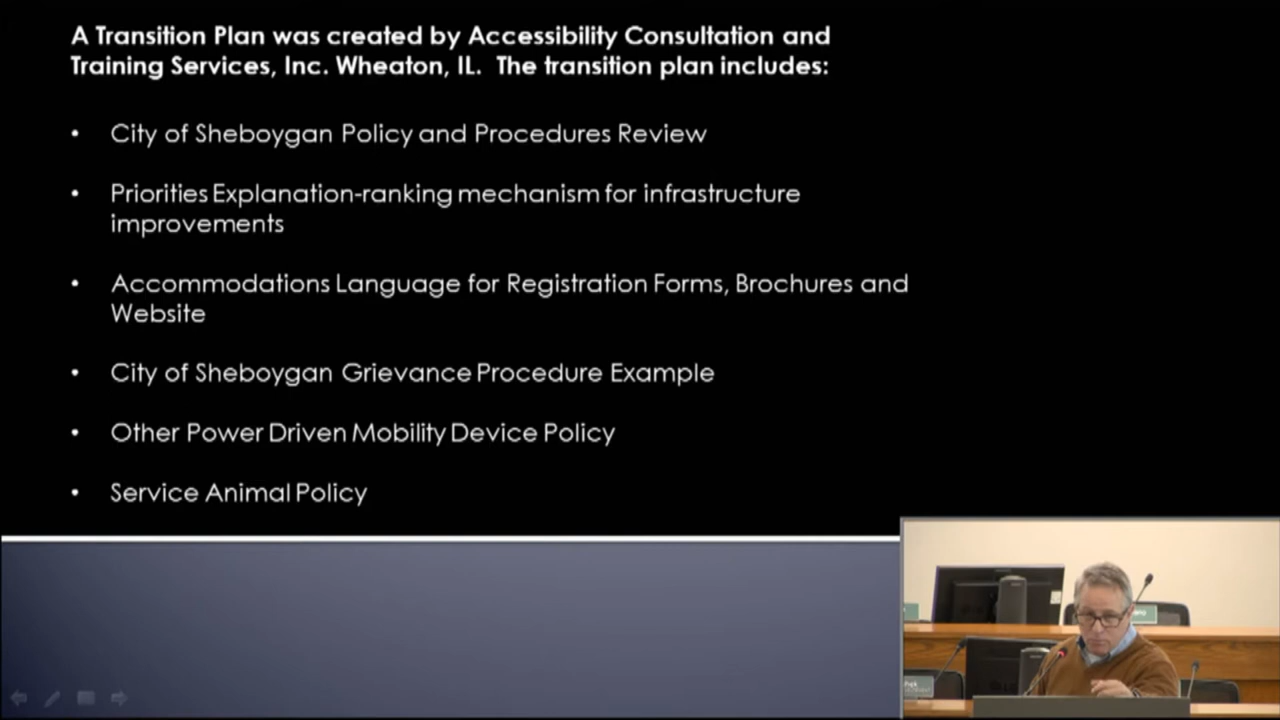 A Transition Plan was created by Accessibility Consultation and
Training Services, Inc. Wheaton, IL. The transition plan includes:
• City of Sheboygan Policy and Procedures Review
• Priorities Explanation-ranking mechanism for infrastructure
improvements
• Accommodations Language for Registration Forms, Brochures and
Website
• City of Sheboygan Grievance Procedure Example
• Other Power Driven Mobility Device Policy
• Service Animal Policy